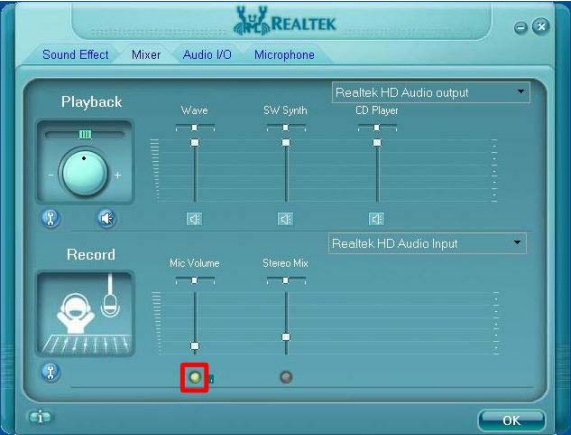 REALTEK
Sound Effect Mixer Audio I/O Microphone
Realtek HD Audio output
Playback
Wave SW Synth CD Player
- +
Realtek HD Audio Input
Record
Mic Volume Stereo Mix
i
OK